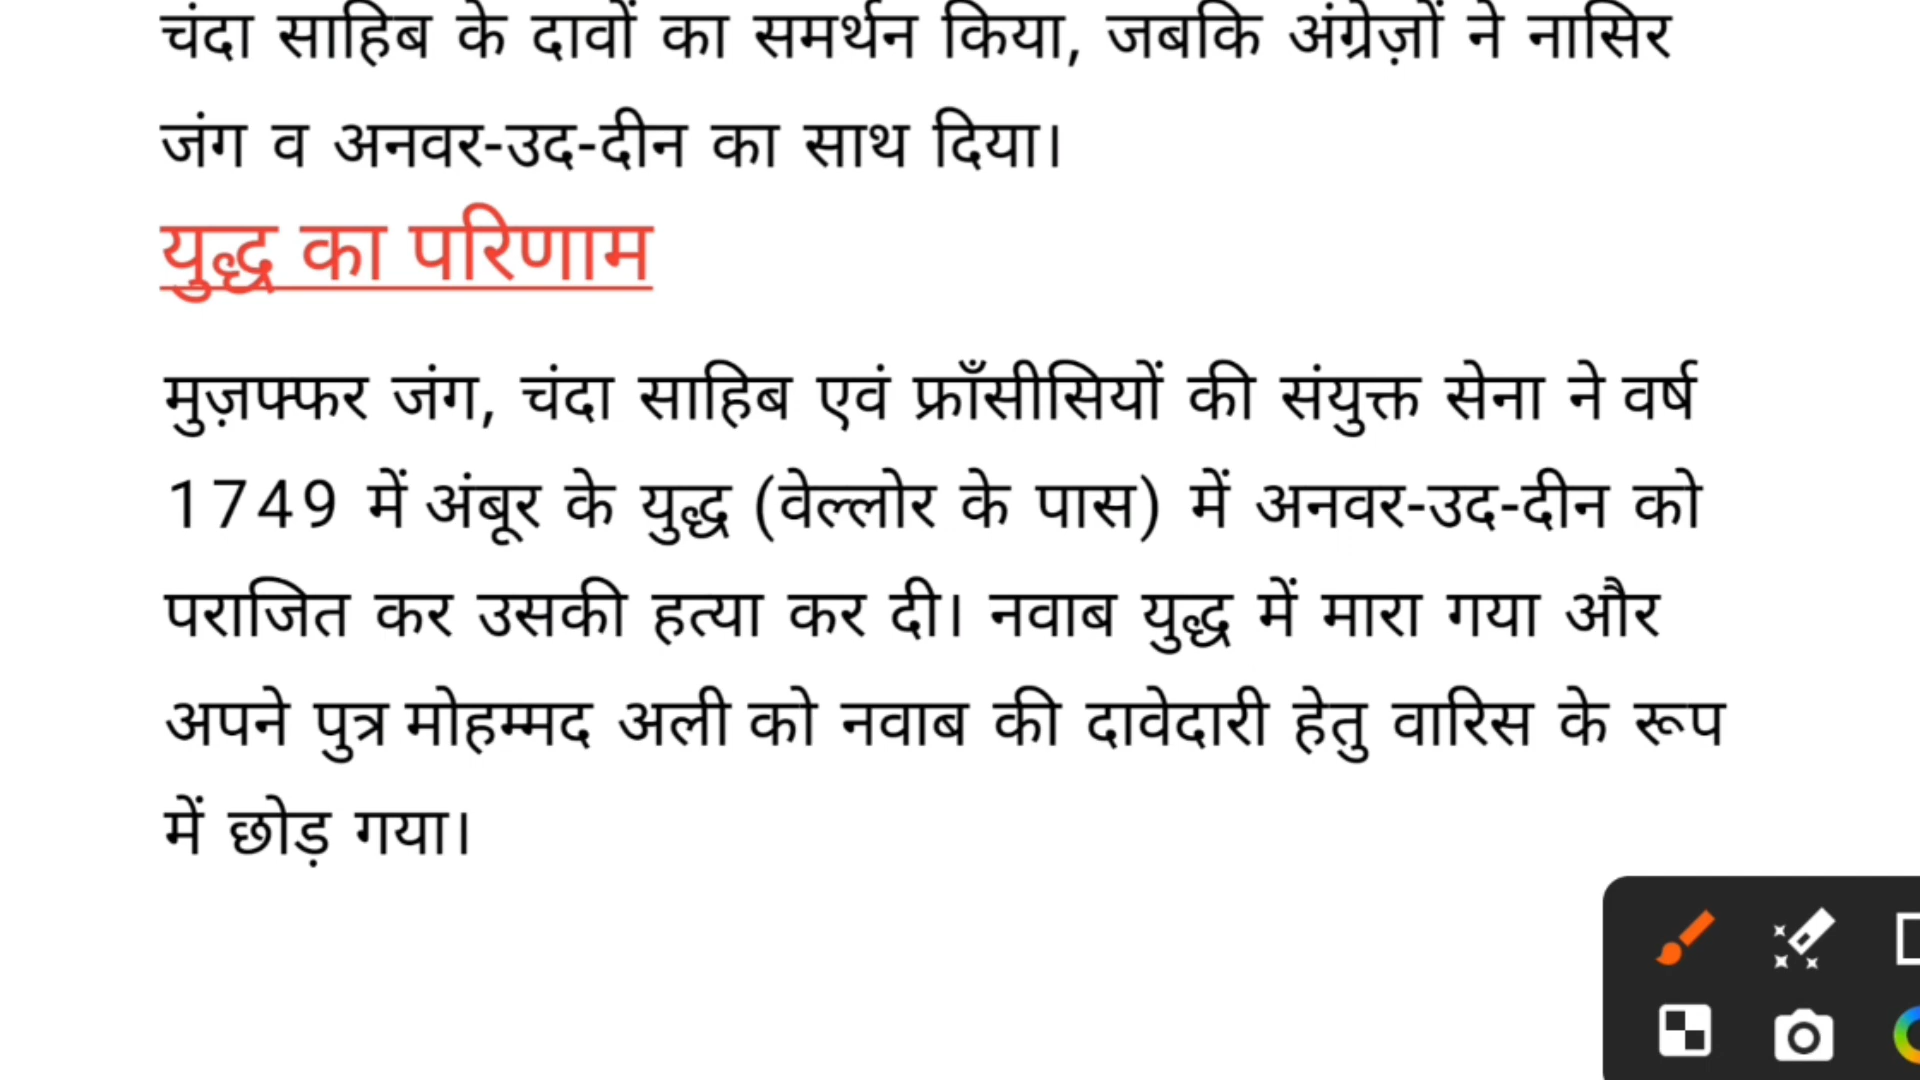 चंदा साहिब के दावों का समर्थन किया, जबकि अंग्रेज़ों ने नासिर
जंग व अनवर-उद-दीन का साथ दिया।
युद्ध का परिणाम
मुज़फ्फर जंग, चंदा साहिब एवं फ्राँसीसियों की संयुक्त सेना ने वर्ष
1749 में अंबूर के युद्ध (वेल्लोर के पास) में अनवर-उद-दीन को
पराजित कर उसकी हत्या कर दी। नवाब युद्ध में मारा गया और
अपने पुत्र मोहम्मद अली को नवाब की दावेदारी हेतु वारिस के रूप
में छोड़ गया।